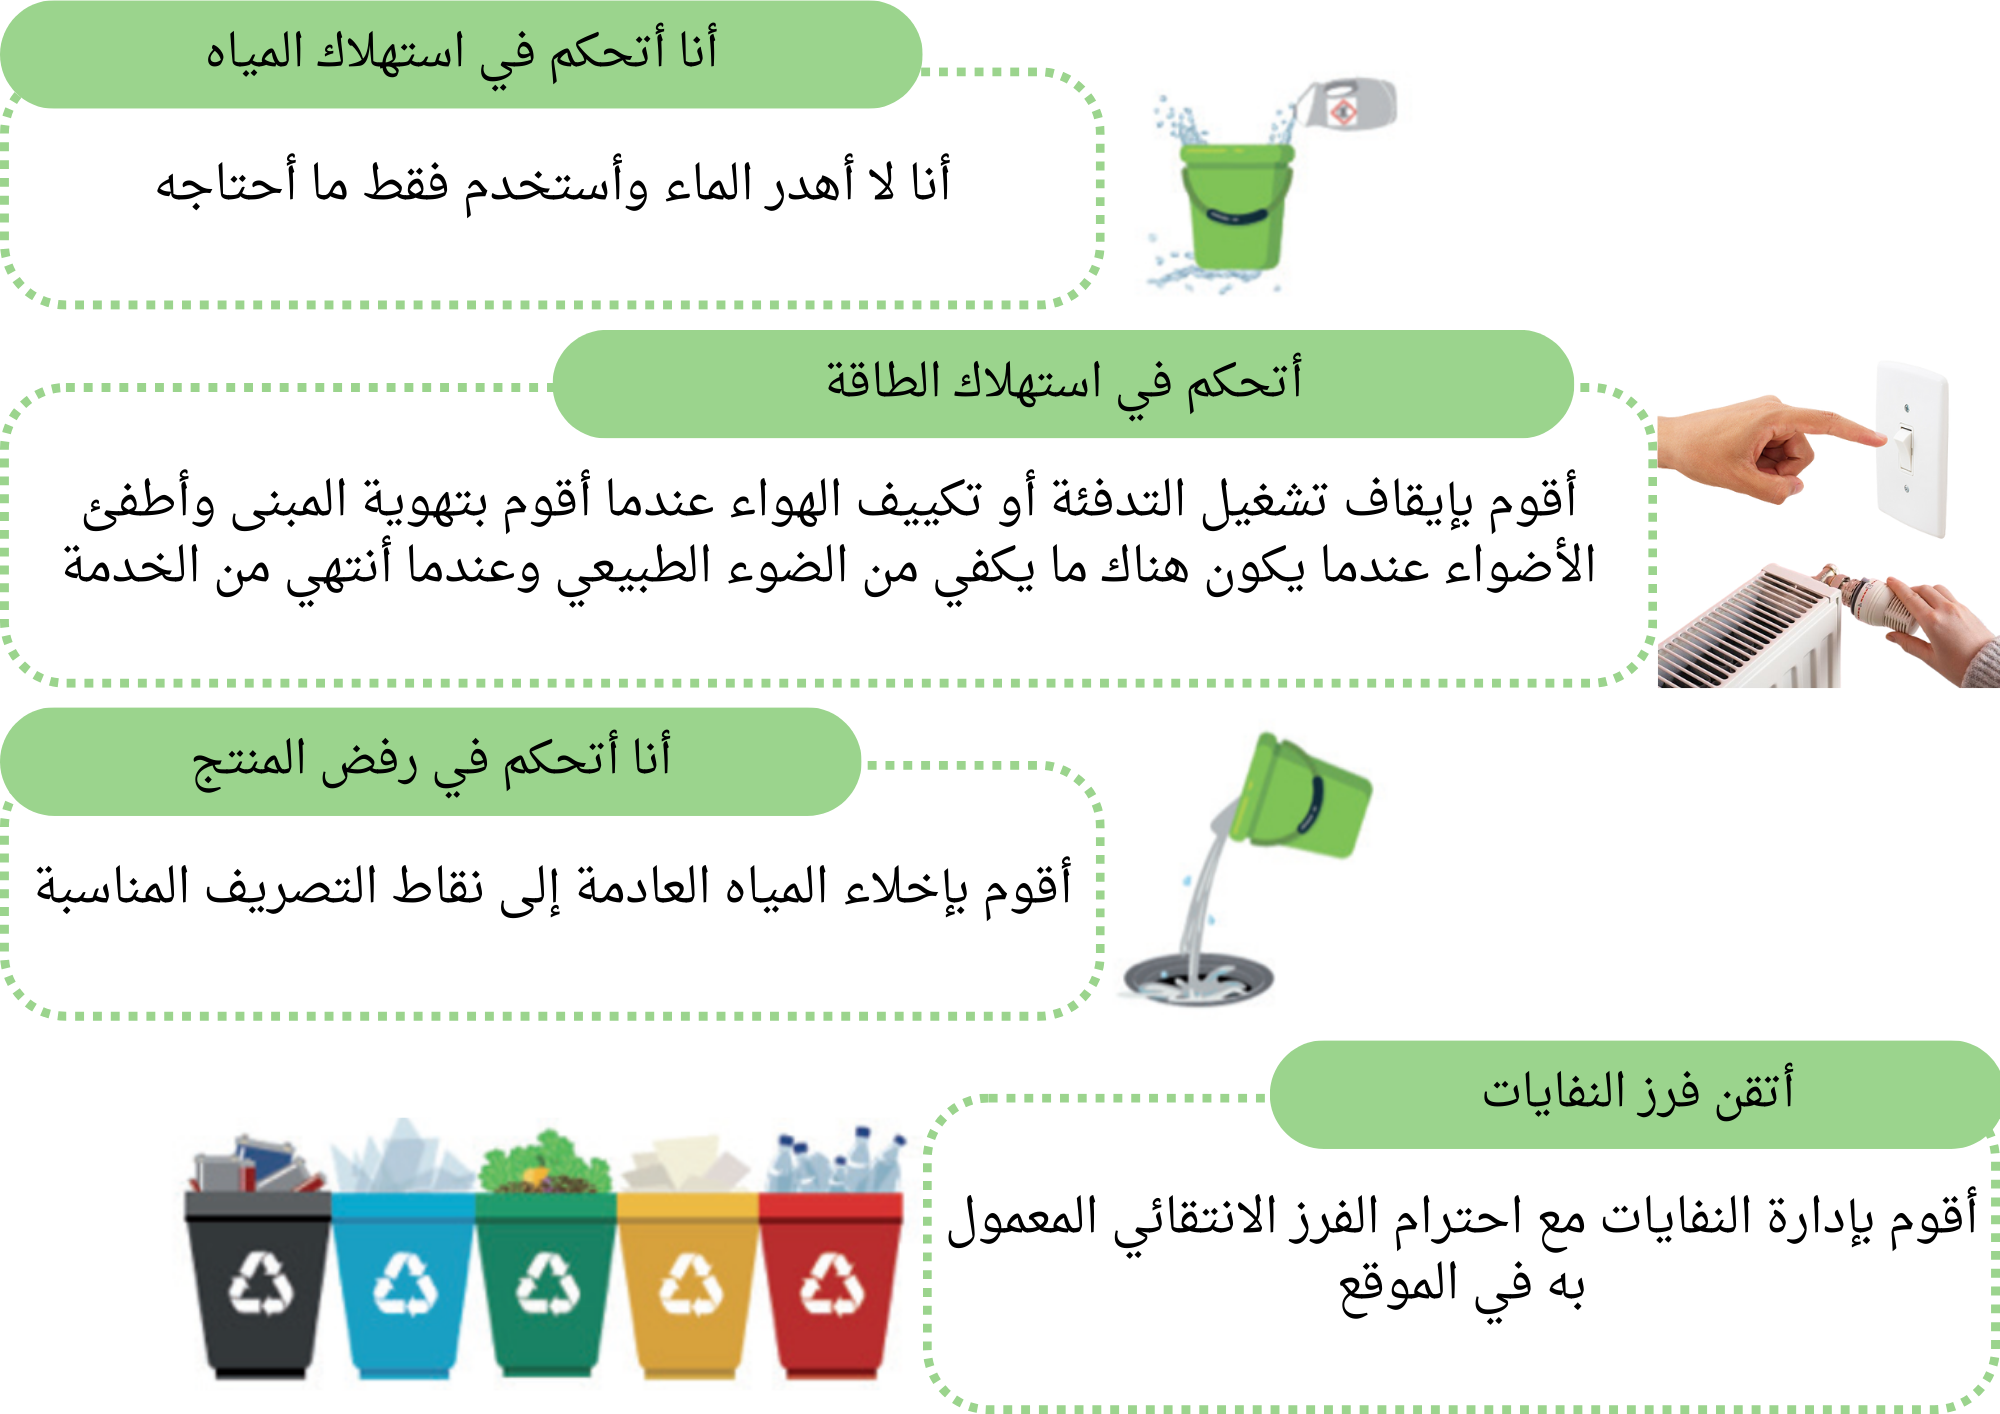 أنا أتحكم في استهلاك المياه
أنا لا أهدر الماء وأستخدم فقط ما أحتاجه
أتحكم في استهلاك الطاقة
أقوم بإيقاف تشغيل التدفئة أو تكييف الهواء عندما أقوم بتهوية المبنى وأطفئ
الأضواء عندما يكون هناك ما يكفي من الضوء الطبيعي وعندما أنتهي من الخدمة
أنا أتحكم في رفض المنتج
أقوم بإخلاء المياه العادمة إلى نقاط التصريف المناسبة
أتقن فرز النفايات
أقوم بإدارة النفايات مع احترام الفرز الانتقائي المعمول
به في الموقع